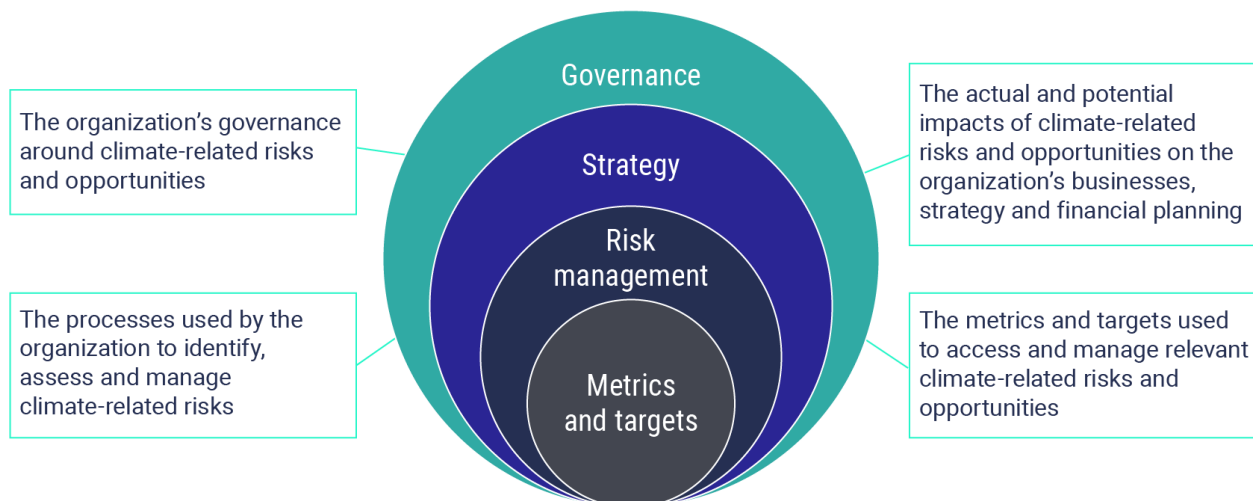 Governance
Strategy
Risk
management
Metrics
and targets
The organization’s governance
around climate-related risks
and opportunities
The processes used by the
organization to identify,
assess and manage
climate-related risks
The actual and potential
impacts of climate-related
risks and opportunities on the
organization’s businesses,
strategy and financial planning
The metrics and targets used
to access and manage relevant
climate-related risks and
opportunities